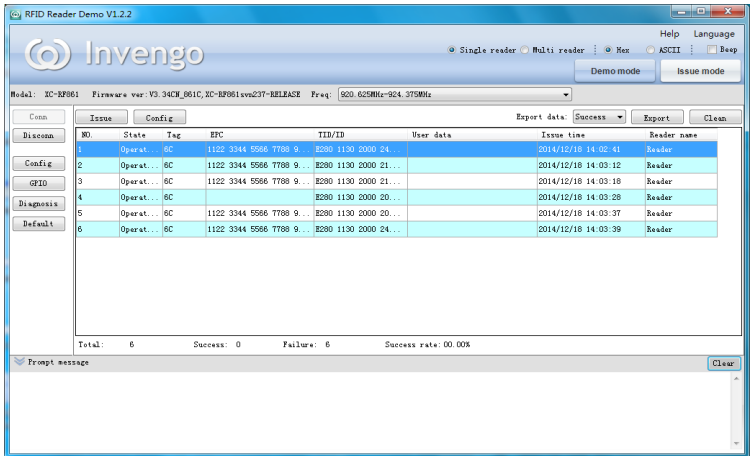 RFID Reader Demo V1.2.2
Help Language
Invengo
Single reader Multi reader Hex ASCII Beep
Demo mode Issue mode
Model: XC-RF861 Firmware ver:V3.34CN_861C,XC-RF861svn237-RELEASE Freq: 920.625MHz-924.375MHz
Conn Issue Config Export data: Success Export Clean
Disconn
Config
GPIO
Diagnosis
Default
NO. State Tag EPC TID/ID User data Issue time Reader name
1 Operat... 6C 1122 3344 5566 7788 9... E280 1130 2000 24... 2014/12/18 14:02:41 Reader
2 Operat... 6C 1122 3344 5566 7788 9... E280 1130 2000 21... 2014/12/18 14:03:12 Reader
3 Operat... 6C 1122 3344 5566 7788 9... E280 1130 2000 21... 2014/12/18 14:03:18 Reader
4 Operat... 6C E280 1130 2000 20... 2014/12/18 14:03:28 Reader
5 Operat... 6C 1122 3344 5566 7788 9... E280 1130 2000 20... 2014/12/18 14:03:37 Reader
6 Operat... 6C 1122 3344 5566 7788 9... E280 1130 2000 24... 2014/12/18 14:03:39 Reader
Total: 6 Success: 0 Failure: 6 Success rate:00.00%
Prompt message Clear